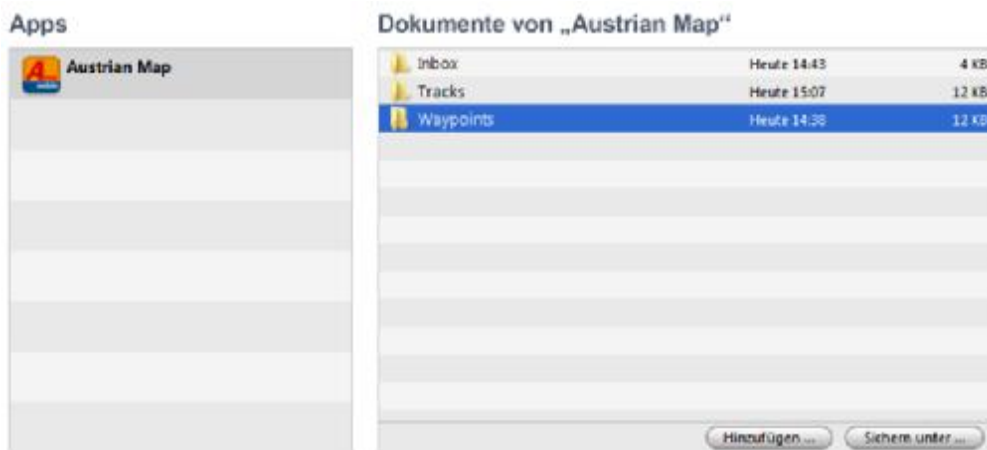 Apps
Dokumente von „Austrian Map“
Austrian Map
Inbox Heute 14:43 4 KB
Tracks Heute 15:07 12 KB
Waypoints Heute 14:38 12 KB
Hinzufügen ... Sichern unter ...